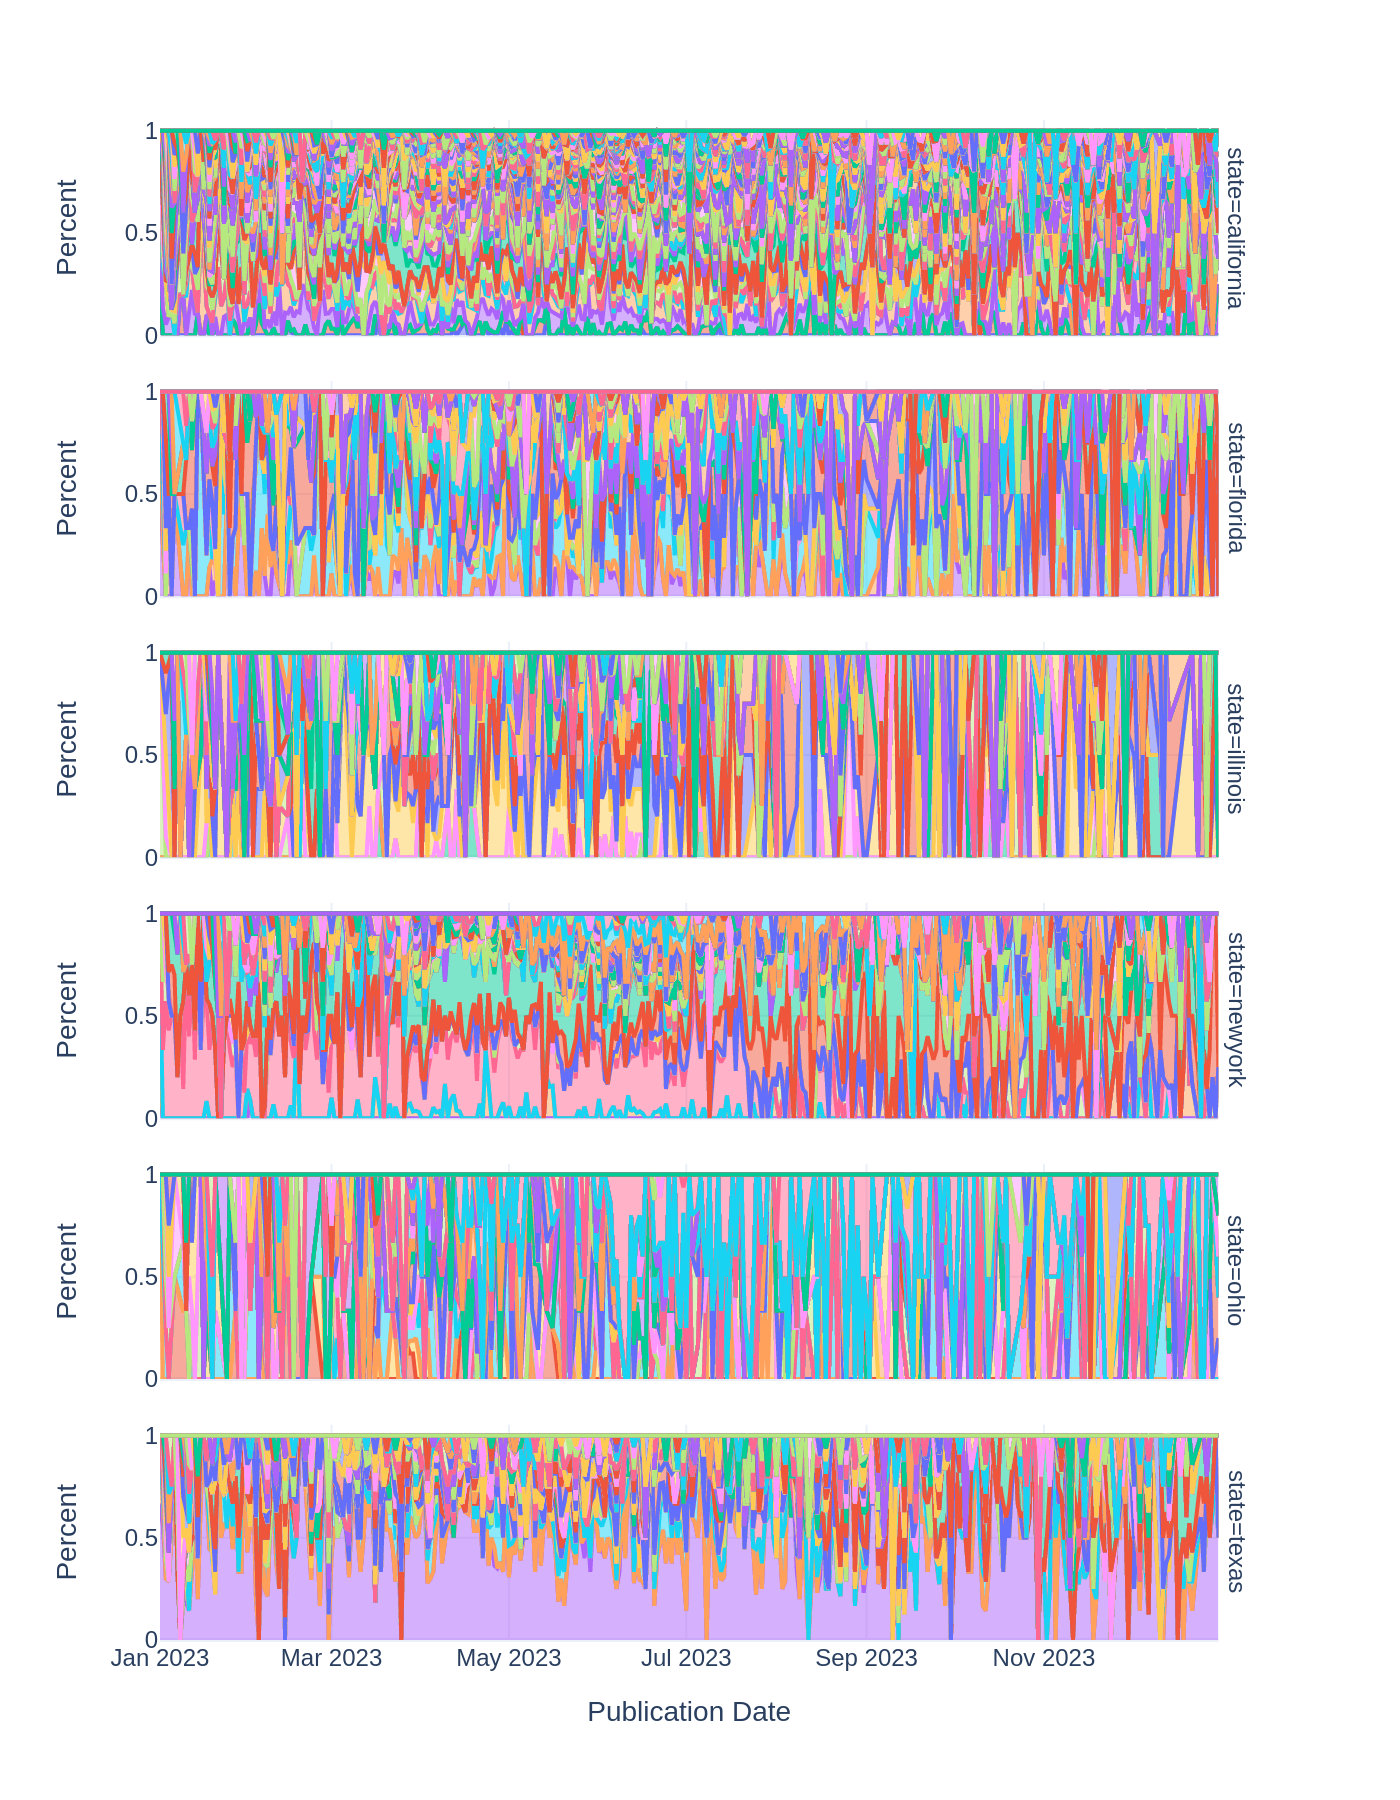 1
0.5
0
Percent
state=california
1
0.5
0
Percent
state=florida
1
0.5
0
Percent
state=illinois
1
0.5
0
Percent
state=newyork
1
0.5
0
Percent
state=ohio
1
0.5
0
Percent
state=texas
Jan 2023 Mar 2023 May 2023 Jul 2023 Sep 2023 Nov 2023
Publication Date